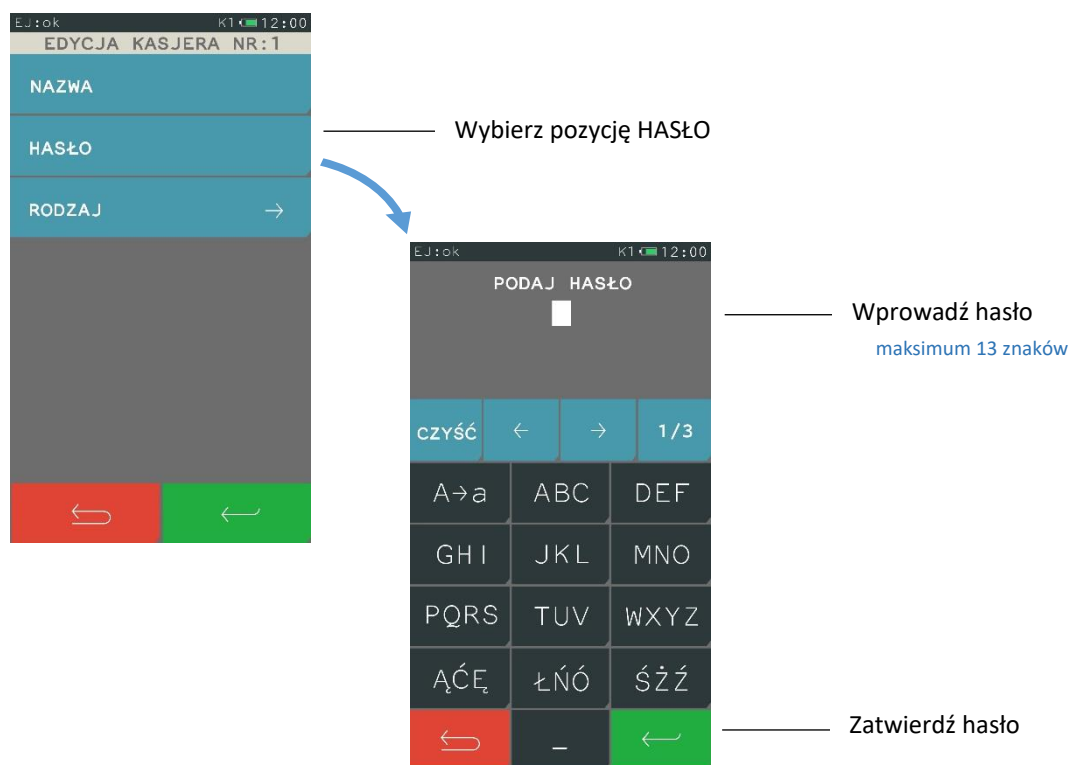 EJ:ok K1 12:00
EDYCJA KASJERA NR:1
NAZWA
HASŁO
RODZAJ →
Wybierz pozycję HASŁO
EJ:ok K1 12:00
PODAJ HASŁO
Wprowadź hasło
maksimum 13 znaków
CZYŚĆ ← → 1/3
A→a ABC DEF
GHI JKL MNO
PQRS TUV WXYZ
ĄĆĘ ŁŃÓ ŚŻŹ
_
Zatwierdź hasło